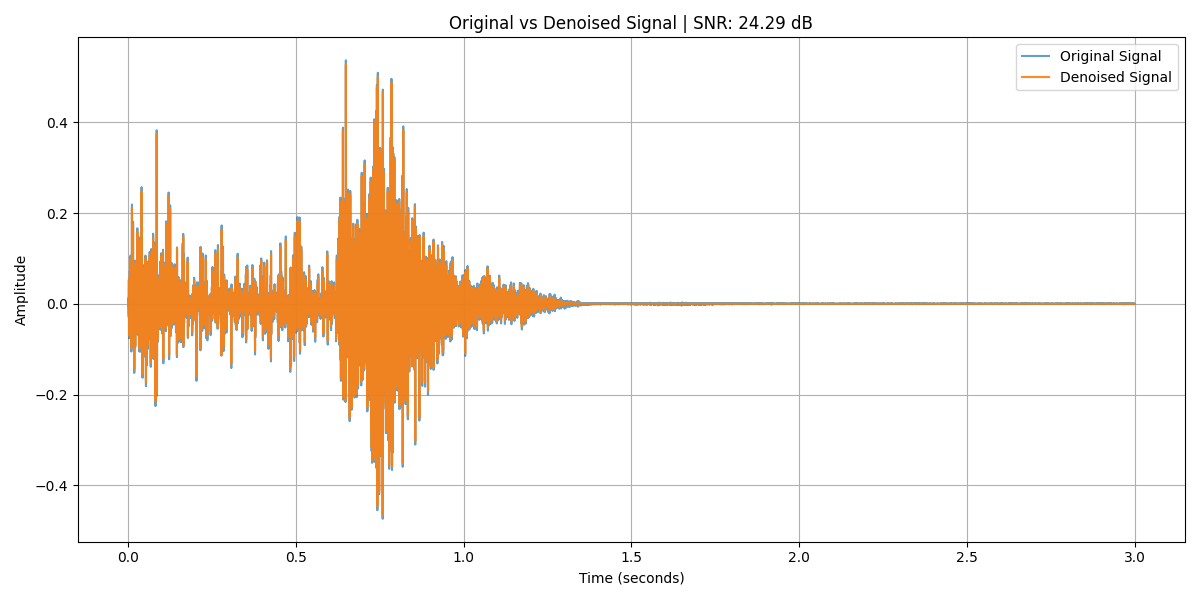 Original vs Denoised Signal | SNR: 24.29 dB
Original Signal
Denoised Signal
Amplitude
0.4
0.2
0.0
−0.2
−0.4
0.0 0.5 1.0 1.5 2.0 2.5 3.0
Time (seconds)